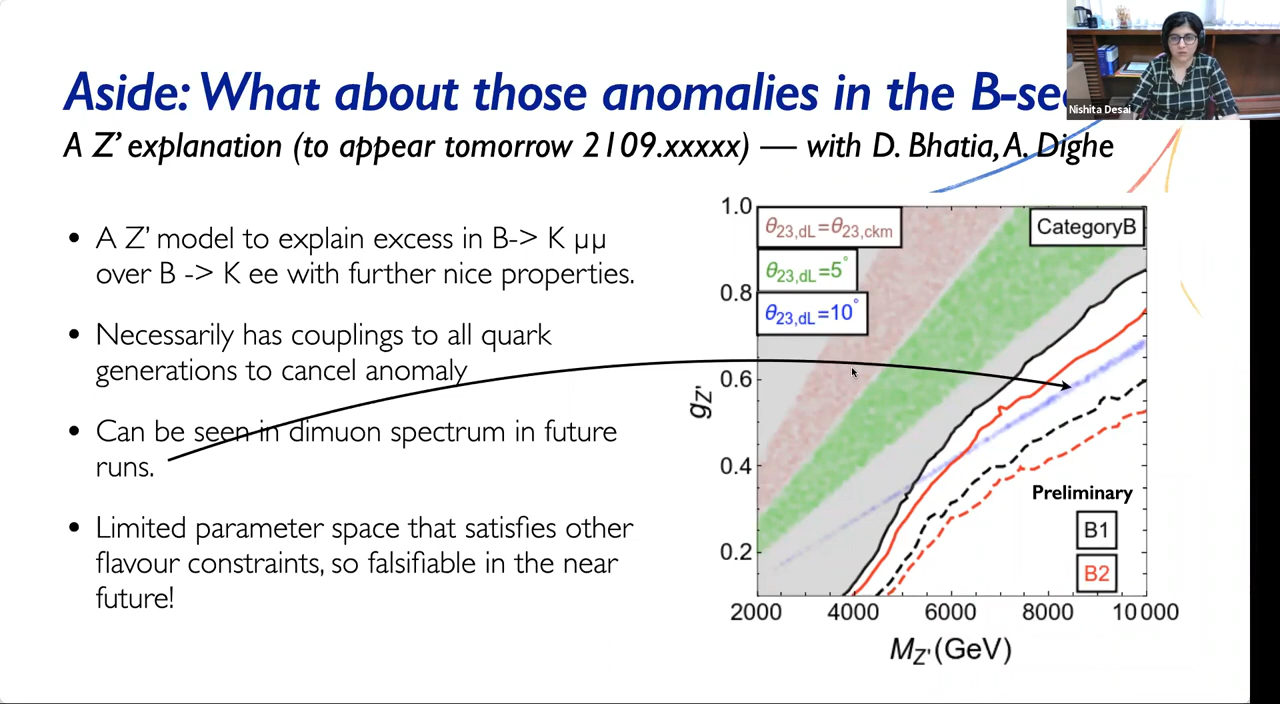 Aside: What about those anomalies in the B-se
Nishita Desai
A Z' explanation (to appear tomorrow 2109.xxxxx) — with D. Bhatia, A. Dighe
• A Z' model to explain excess in B-> K μμ
over B -> K ee with further nice properties.
• Necessarily has couplings to all quark
generations to cancel anomaly
• Can be seen in dimuon spectrum in future
runs.
• Limited parameter space that satisfies other
flavour constraints, so falsifiable in the near
future!
θ23,dL=θ23,ckm
θ23,dL=5°
θ23,dL=10°
CategoryB
1.0
0.8
0.6
0.4
0.2
gZ'
Preliminary
B1
B2
2000 4000 6000 8000 10000
MZ' (GeV)